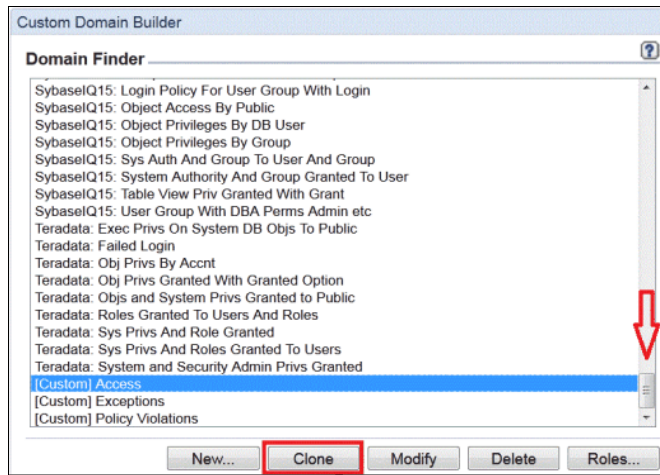 Custom Domain Builder
Domain Finder
?
SybaseIQ15: Login Policy For User Group With Login
SybaseIQ15: Object Access By Public
SybaseIQ15: Object Privileges By DB User
SybaseIQ15: Object Privileges By Group
SybaseIQ15: Sys Auth And Group To User And Group
SybaseIQ15: System Authority And Group Granted To User
SybaseIQ15: Table View Priv Granted With Grant
SybaseIQ15: User Group With DBA Perms Admin etc
Teradata: Exec Privs On System DB Objs To Public
Teradata: Failed Login
Teradata: Obj Privs By Accnt
Teradata: Obj Privs Granted With Granted Option
Teradata: Objs and System Privs Granted to Public
Teradata: Roles Granted To Users And Roles
Teradata: Sys Privs And Role Granted
Teradata: Sys Privs And Roles Granted To Users
Teradata: System and Security Admin Privs Granted
[Custom] Access
[Custom] Exceptions
[Custom] Policy Violations
New... Clone Modify Delete Roles...